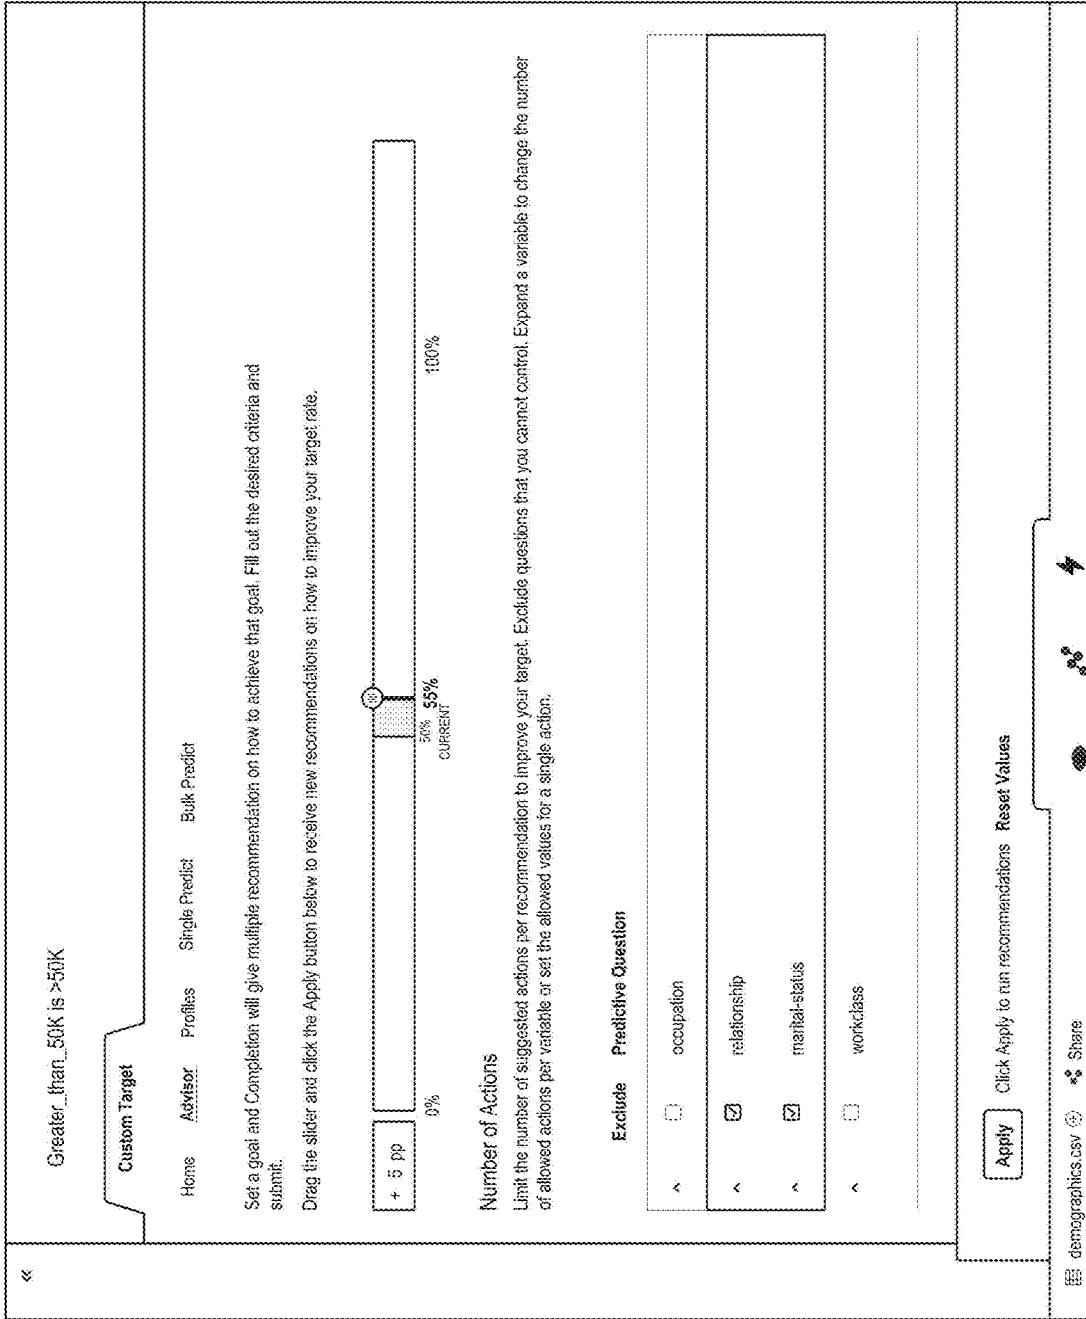 «
Greater_than_50K is >50K
Custom Target
Home Advisor Profiles Single Predict Bulk Predict
Set a goal and Completion will give multiple recommendation on how to achieve that goal. Fill out the desired criteria and
submit.
Drag the slider and click the Apply button below to receive new recommendations on how to improve your target rate.
+ 5 pp
0% 50% 55% 100%
CURRENT
Number of Actions
Limit the number of suggested actions per recommendation to improve your target. Exclude questions that you cannot control. Expand a variable to change the number
of allowed actions per variable or set the allowed values for a single action.
Exclude Predictive Question
occupation
relationship
marital-status
workclass
Apply Click Apply to run recommendations Reset Values
demographics.csv Share